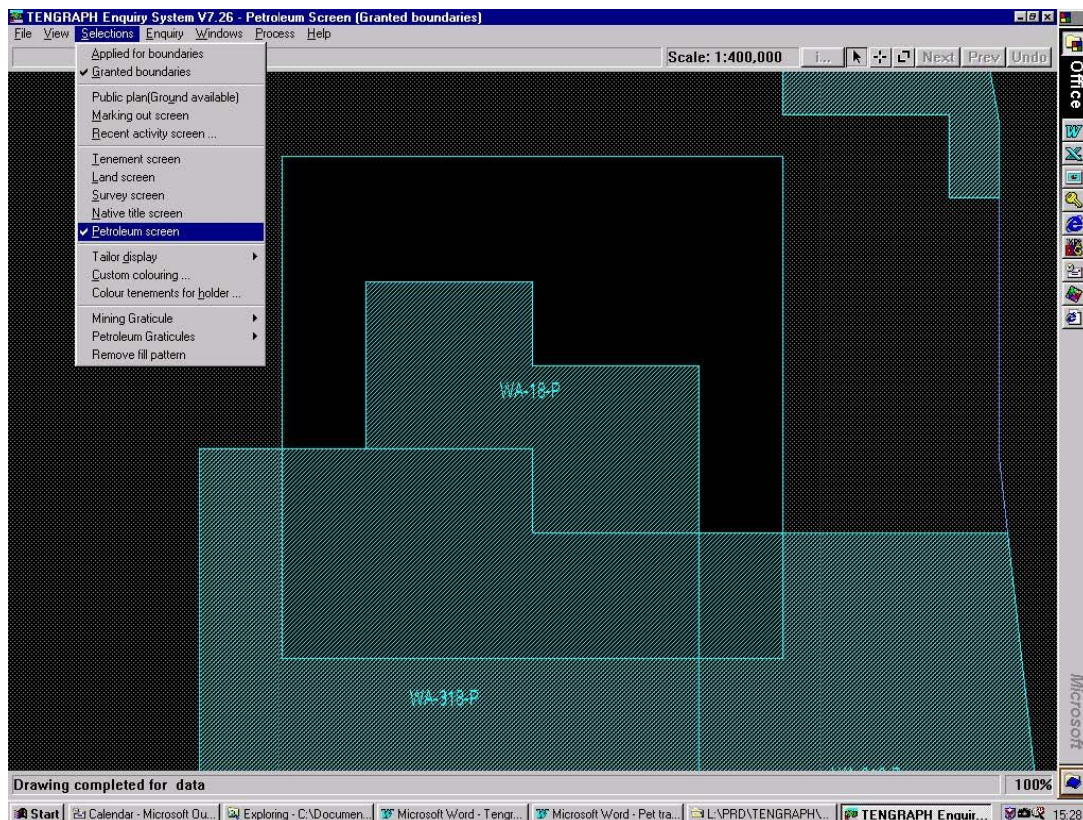 TENGRAPH Enquiry System V7.26 - Petroleum Screen (Granted boundaries)
File View Selections Enquiry Windows Process Help
Scale: 1:400,000 i... Next Prev Undo
Applied for boundaries
Granted boundaries
Public plan(Ground available)
Marking out screen
Recent activity screen ...
Tenement screen
Land screen
Survey screen
Native title screen
Petroleum screen
Tailor display
Custom colouring ...
Colour tenements for holder ...
Mining Graticule
Petroleum Graticules
Remove fill pattern
WA-18-P
WA-318-P
Office
Microsoft
Drawing completed for data 100%
Start Calendar - Microsoft Ou... Exploring - C:\Documen... Microsoft Word - Tengr... Microsoft Word - Pet tra... L:\PRD\TENGRAPH\... TENGRAPH Enquir... 15:28